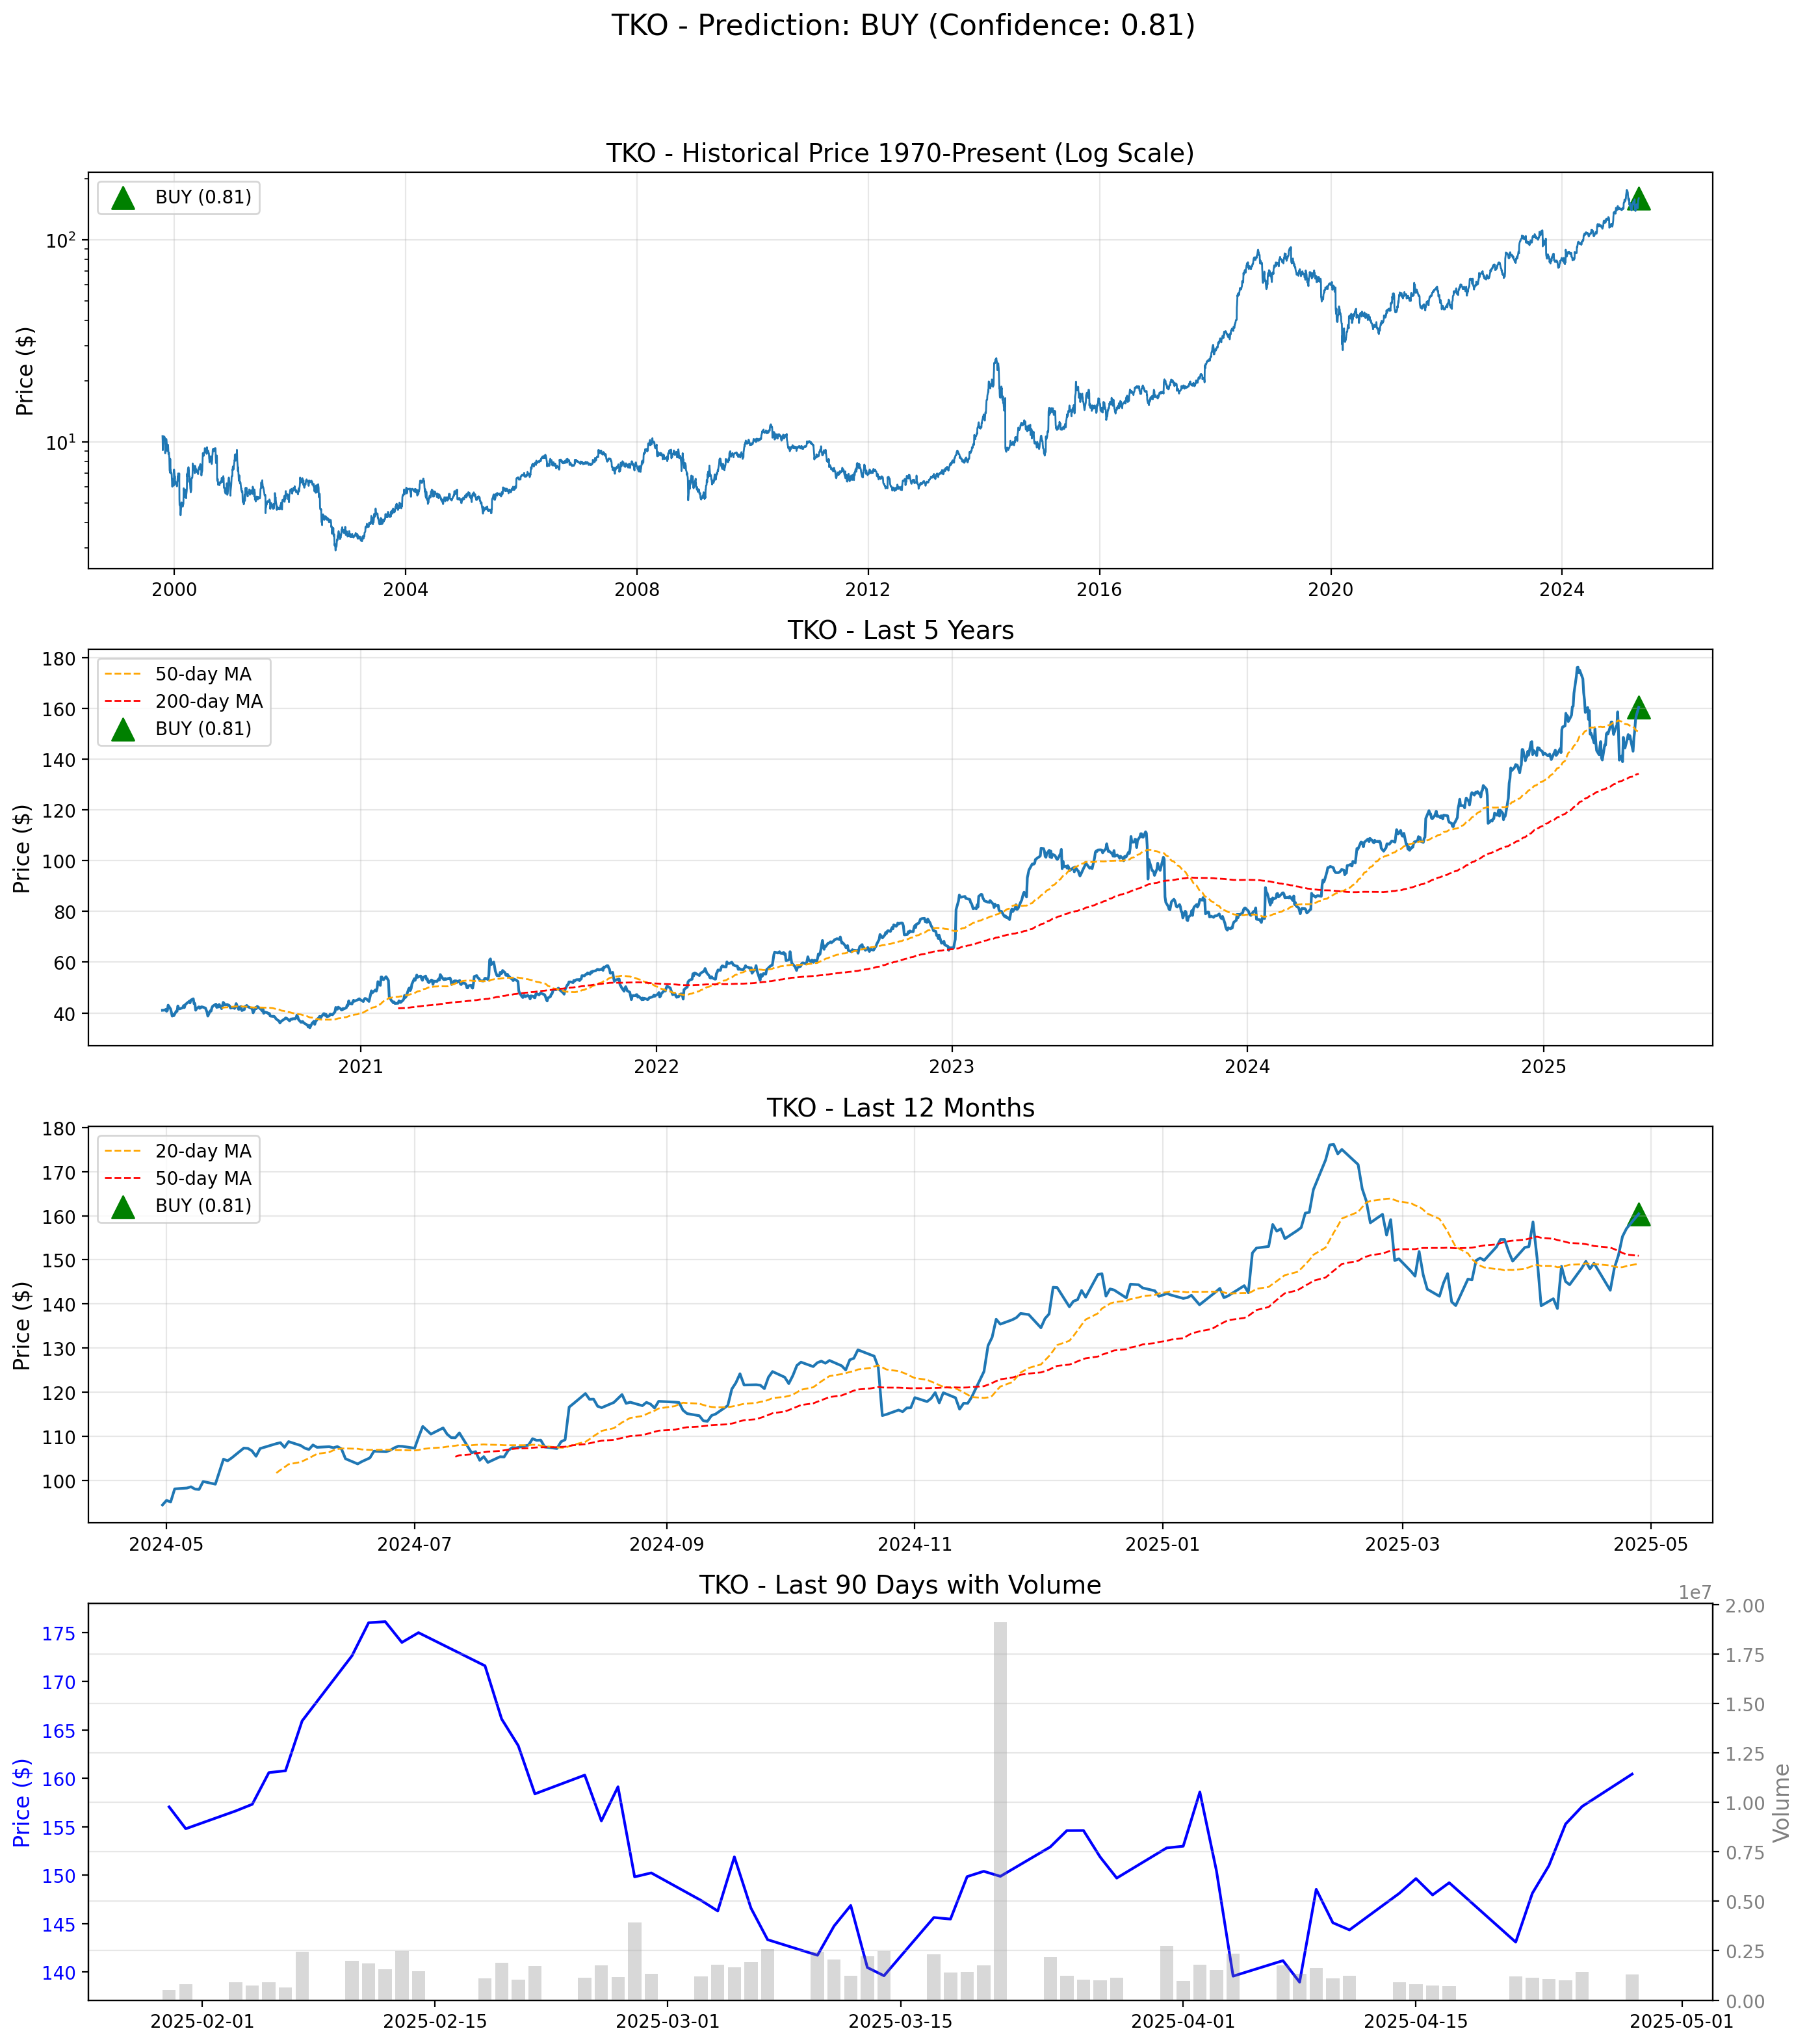 TKO - Prediction: BUY (Confidence: 0.81)
TKO - Historical Price 1970-Present (Log Scale)
BUY (0.81)
Price ($)
10²
10¹
2000 2004 2008 2012 2016 2020 2024
TKO - Last 5 Years
50-day MA
200-day MA
BUY (0.81)
Price ($)
180
160
140
120
100
80
60
40
2021 2022 2023 2024 2025
TKO - Last 12 Months
20-day MA
50-day MA
BUY (0.81)
Price ($)
180
170
160
150
140
130
120
110
100
2024-05 2024-07 2024-09 2024-11 2025-01 2025-03 2025-05
TKO - Last 90 Days with Volume
1e7
Price ($)
175
170
165
160
155
150
145
140
2.00
1.75
1.50
1.25
1.00
0.75
0.50
0.25
0.00
Volume
2025-02-01 2025-02-15 2025-03-01 2025-03-15 2025-04-01 2025-04-15 2025-05-01